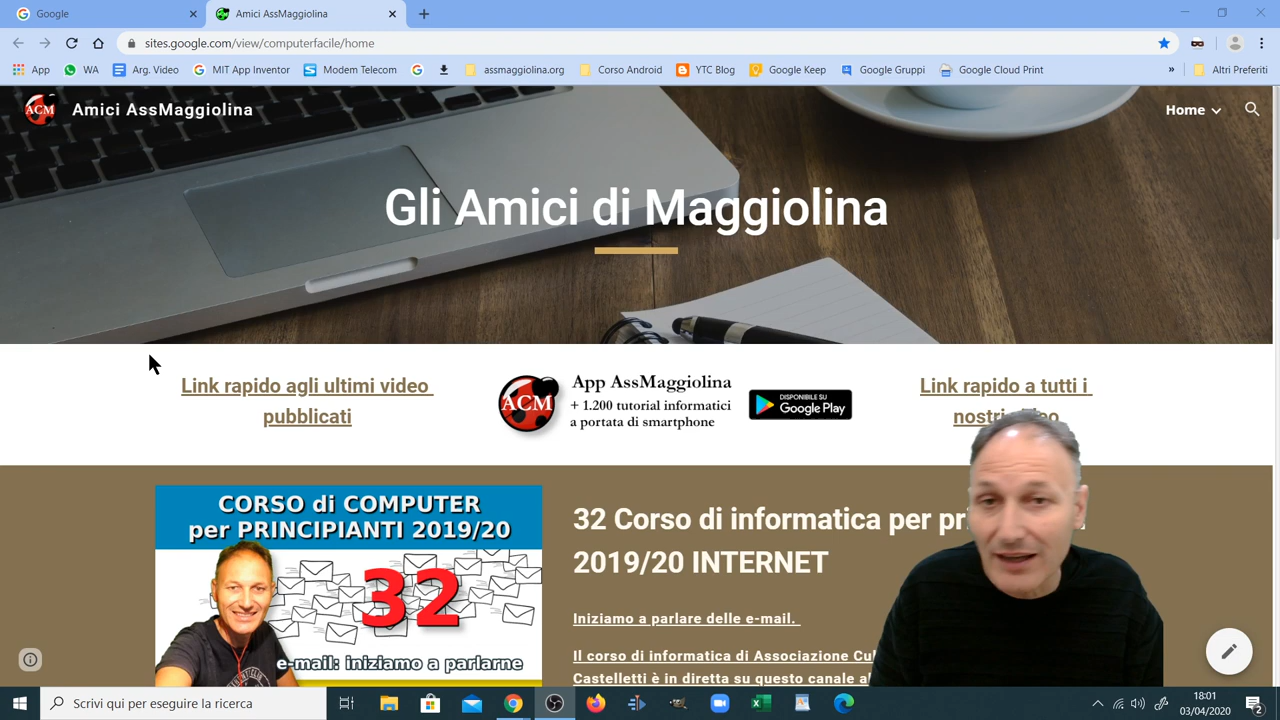 Google
Amici AssMaggiolina
sites.google.com/view/computerfacile/home
App
WA
Arg. Video
MIT App Inventor
Modem Telecom
assmaggiolina.org
Corso Android
YTC Blog
Google Keep
Google Gruppi
Google Cloud Print
»
Altri Preferiti
ACM
Amici AssMaggiolina
Home
Gli Amici di Maggiolina
Link rapido agli ultimi video
pubblicati
ACM
App AssMaggiolina
+ 1.200 tutorial informatici
a portata di smartphone
DISPONIBILE SU
Google Play
Link rapido a tutti i
CORSO di COMPUTER
per PRINCIPIANTI 2019/20
32
e-mail: iniziamo a parlarne
32 Corso di informatica per
2019/20 INTERNET
Iniziamo a parlare delle e-mail.
Il corso di informatica di Associazione
Castelletti è in diretta su questo canale
Scrivi qui per eseguire la ricerca
18:01
03/04/2020
2